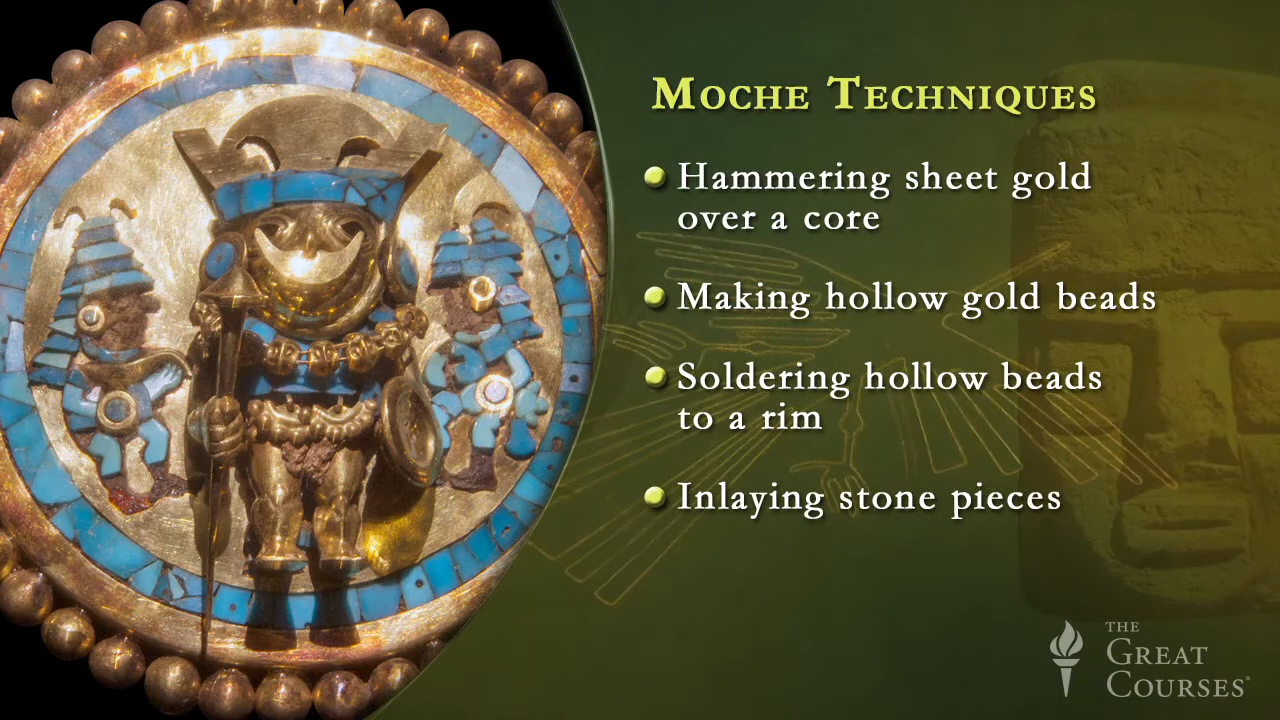 Moche Techniques
Hammering sheet gold
over a core
Making hollow gold beads
Soldering hollow beads
to a rim
Inlaying stone pieces
THE
GREAT
COURSES®